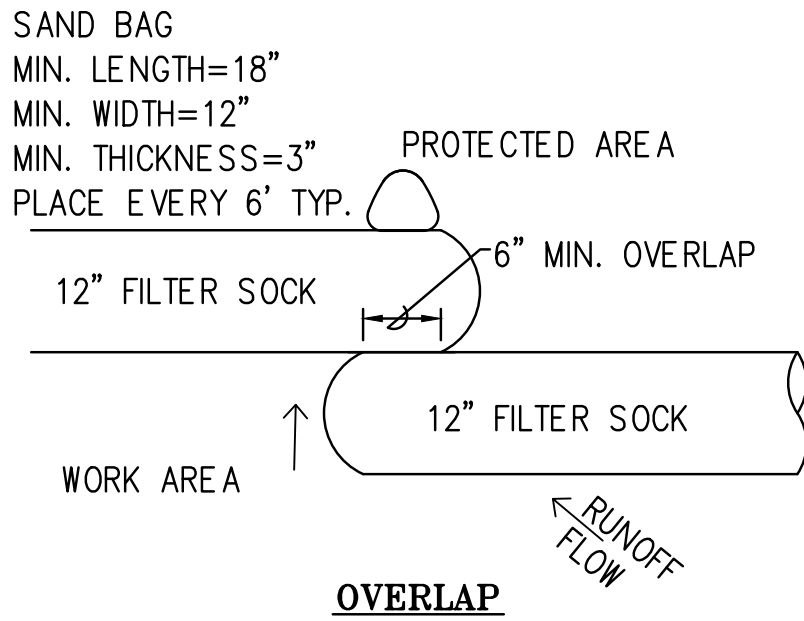 SAND BAG
MIN. LENGTH=18"
MIN. WIDTH=12"
MIN. THICKNESS=3"
PLACE EVERY 6' TYP.
PROTECTED AREA
6" MIN. OVERLAP
12" FILTER SOCK
12" FILTER SOCK
WORK AREA
RUNOFF
FLOW
OVERLAP